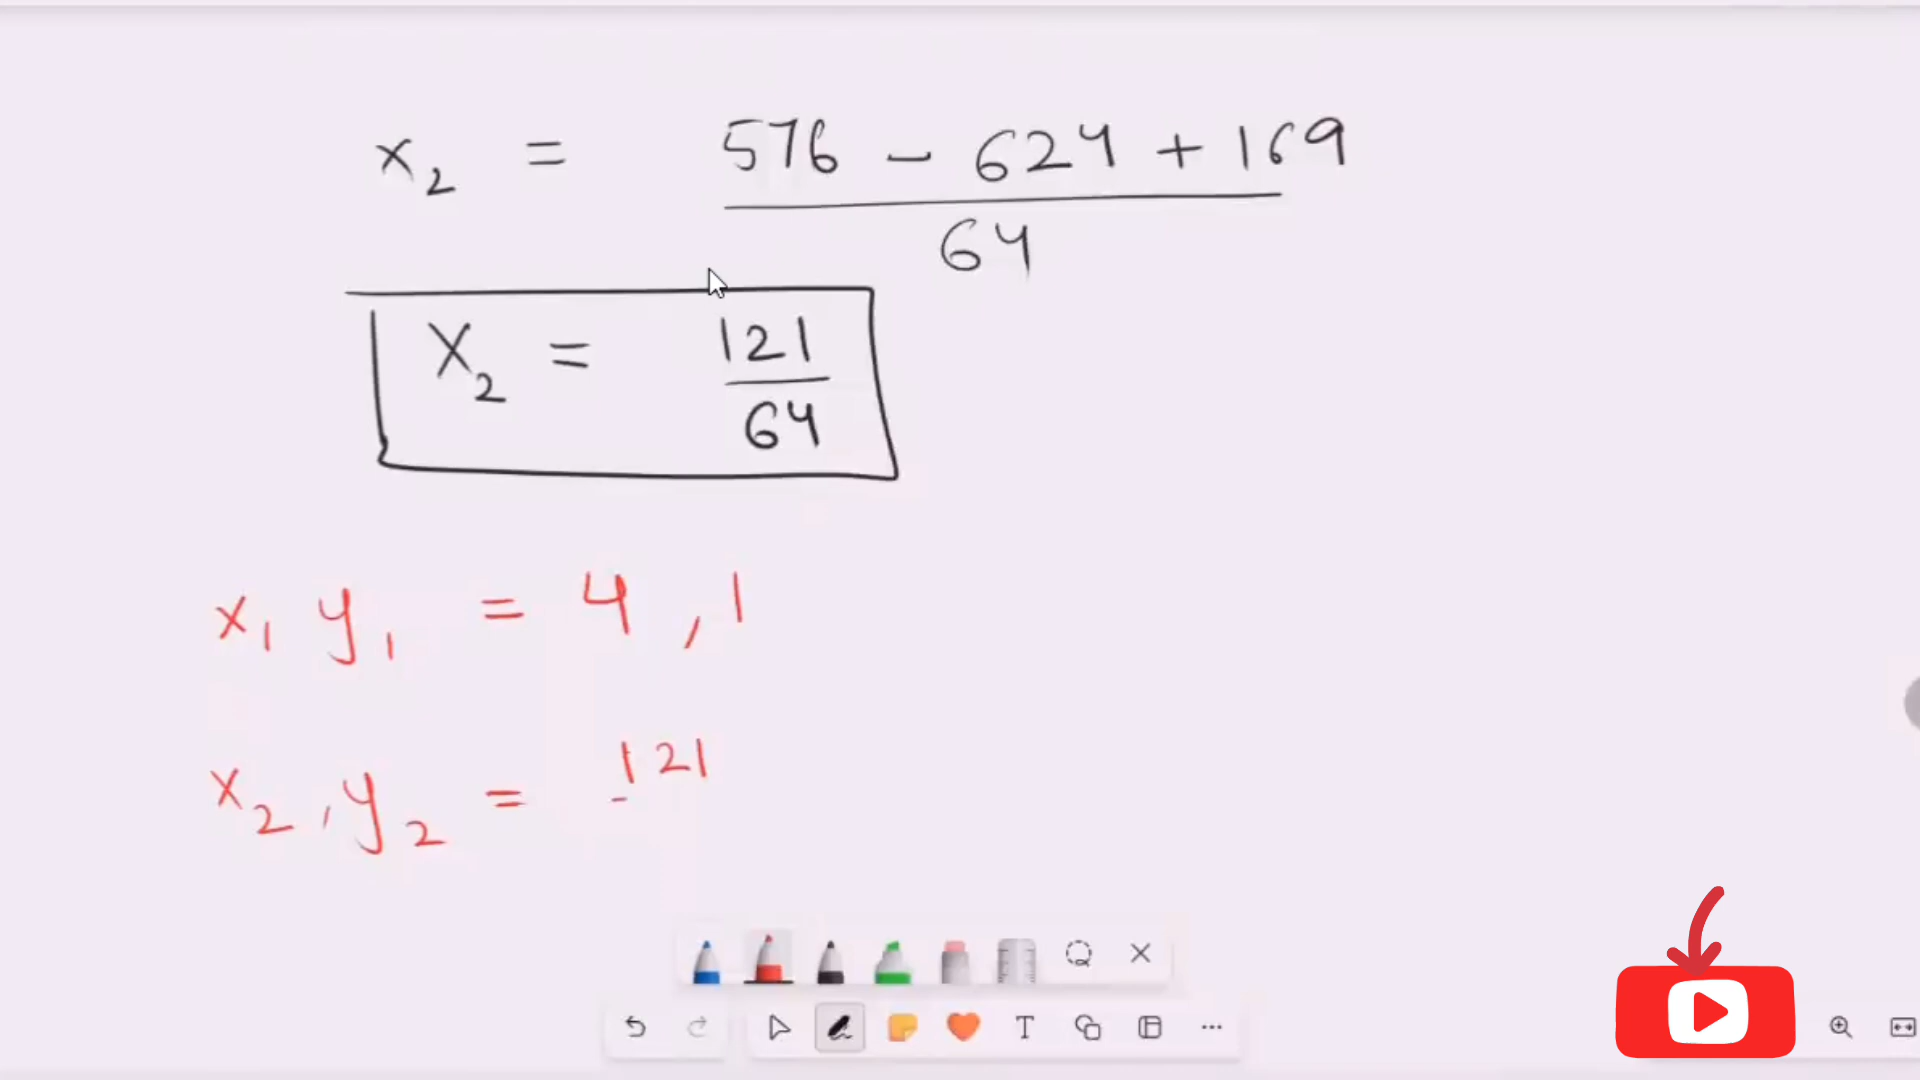 x₂ = 576 - 624 + 169
64
X₂ = 121
64
x₁ y₁ = 4 , 1
x₂ , y₂ = 121
T